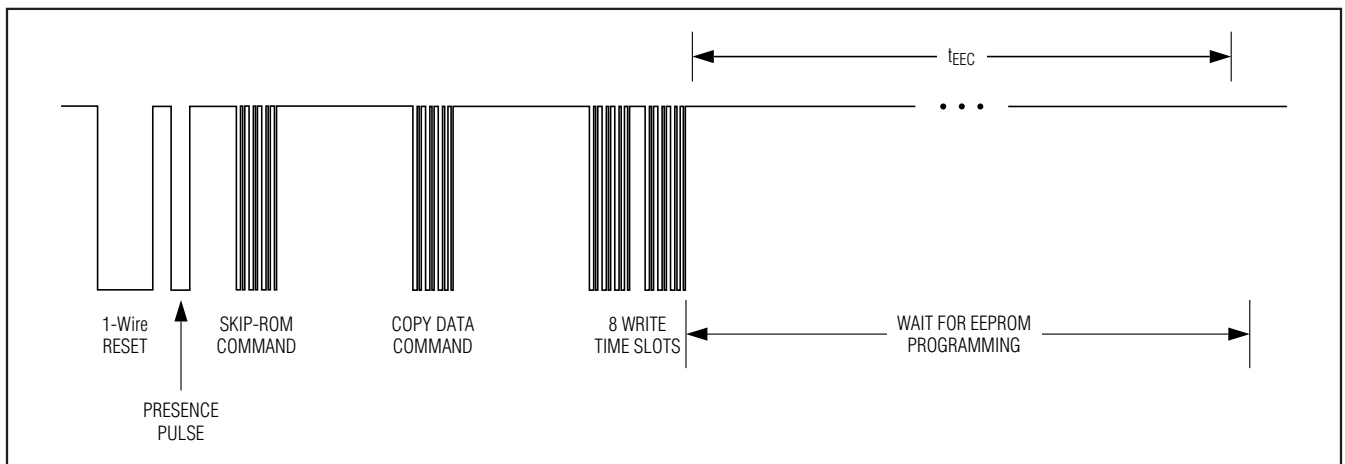 tEEC
1-Wire
RESET
SKIP-ROM
COMMAND
COPY DATA
COMMAND
8 WRITE
TIME SLOTS
WAIT FOR EEPROM
PROGRAMMING
PRESENCE
PULSE